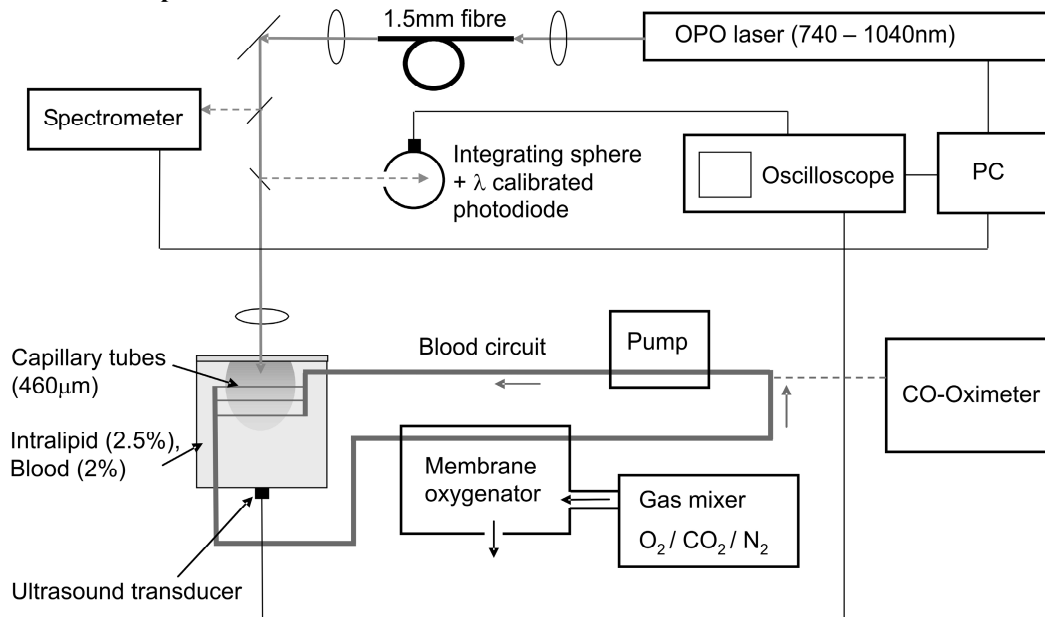 1.5mm fibre
OPO laser (740 – 1040nm)
Spectrometer
Integrating sphere
+ λ calibrated
photodiode
Oscilloscope
PC
Capillary tubes
(460μm)
Blood circuit
Pump
CO-Oximeter
Intralipid (2.5%),
Blood (2%)
Membrane
oxygenator
Gas mixer
O₂ / CO₂ / N₂
Ultrasound transducer